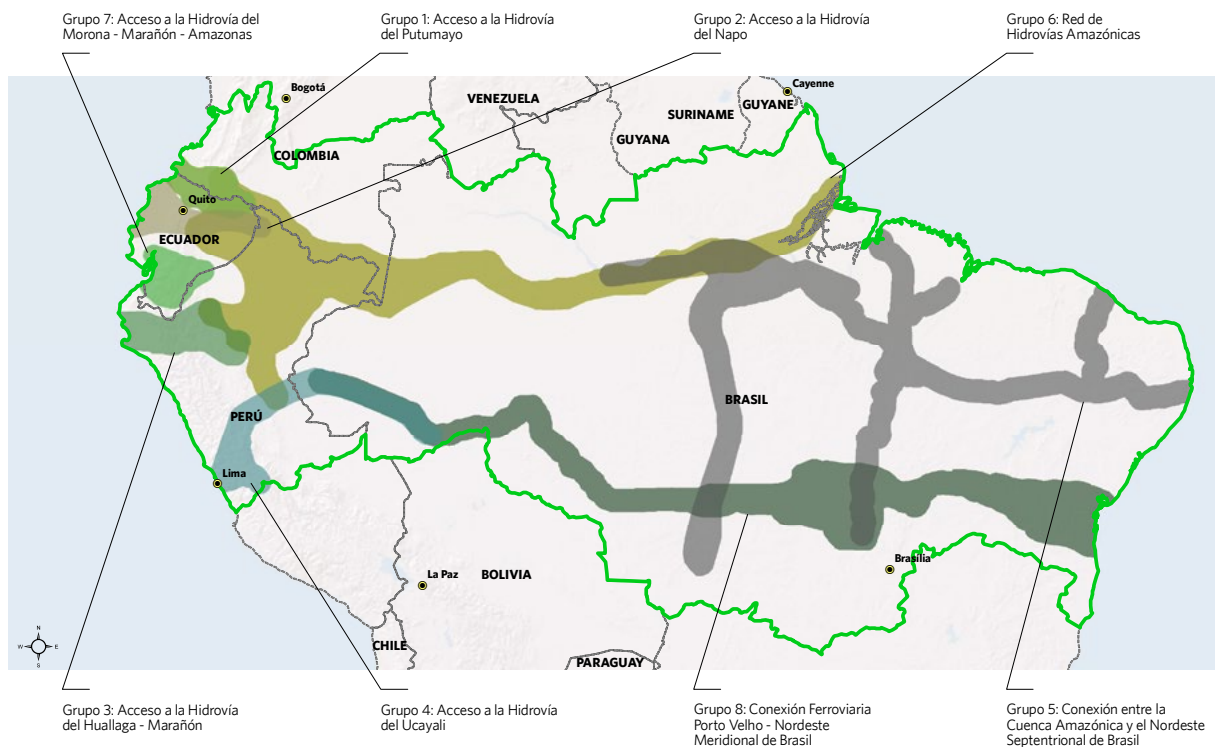 Grupo 7: Acceso a la Hidrovía del
Morona - Marañón - Amazonas
Grupo 1: Acceso a la Hidrovía
del Putumayo
Grupo 2: Acceso a la Hidrovía
del Napo
Grupo 6: Red de
Hidrovías Amazónicas
Bogotá
VENEZUELA
Cayenne
GUYANE
SURINAME
GUYANA
COLOMBIA
Quito
ECUADOR
BRASIL
PERÚ
Lima
Brasília
La Paz
BOLIVIA
N
W
E
S
CHILE
PARAGUAY
Grupo 3: Acceso a la Hidrovía
del Huallaga - Marañón
Grupo 4: Acceso a la Hidrovía
del Ucayali
Grupo 8: Conexión Ferroviaria
Porto Velho - Nordeste
Meridional de Brasil
Grupo 5: Conexión entre la
Cuenca Amazónica y el Nordeste
Septentrional de Brasil